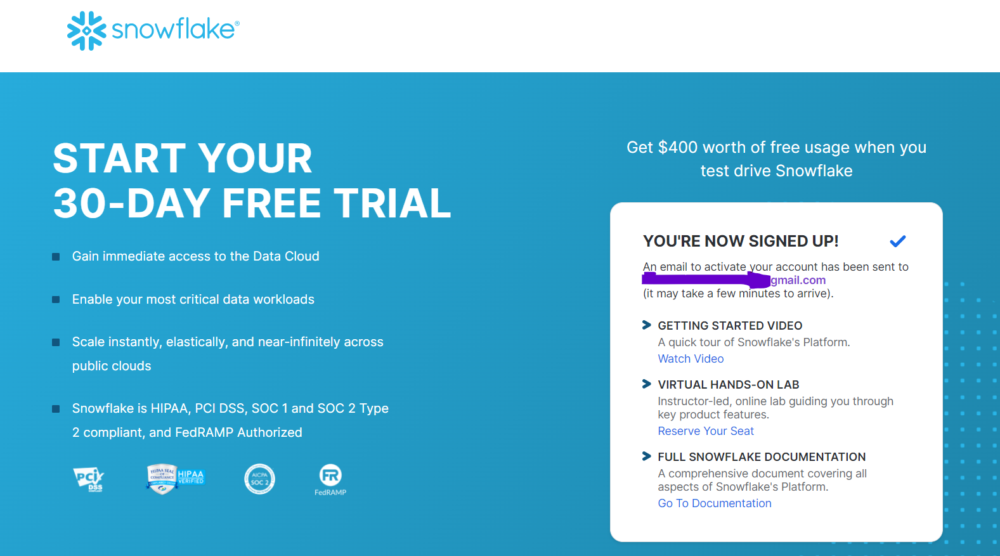 snowflake®
START YOUR
30-DAY FREE TRIAL
Gain immediate access to the Data Cloud
Enable your most critical data workloads
Scale instantly, elastically, and near-infinitely across
public clouds
Snowflake is HIPAA, PCI DSS, SOC 1 and SOC 2 Type
2 compliant, and FedRAMP Authorized
PCI
DSS
COMPLIANT
HIPAA SEAL
OF
COMPLIANCE
HIPAA
VERIFIED
AICPA
SOC 2
FR
FedRAMP
Get $400 worth of free usage when you
test drive Snowflake
YOU'RE NOW SIGNED UP!
An email to activate your account has been sent to
gmail.com
(it may take a few minutes to arrive).
GETTING STARTED VIDEO
A quick tour of Snowflake's Platform.
Watch Video
VIRTUAL HANDS-ON LAB
Instructor-led, online lab guiding you through
key product features.
Reserve Your Seat
FULL SNOWFLAKE DOCUMENTATION
A comprehensive document covering all
aspects of Snowflake's Platform.
Go To Documentation